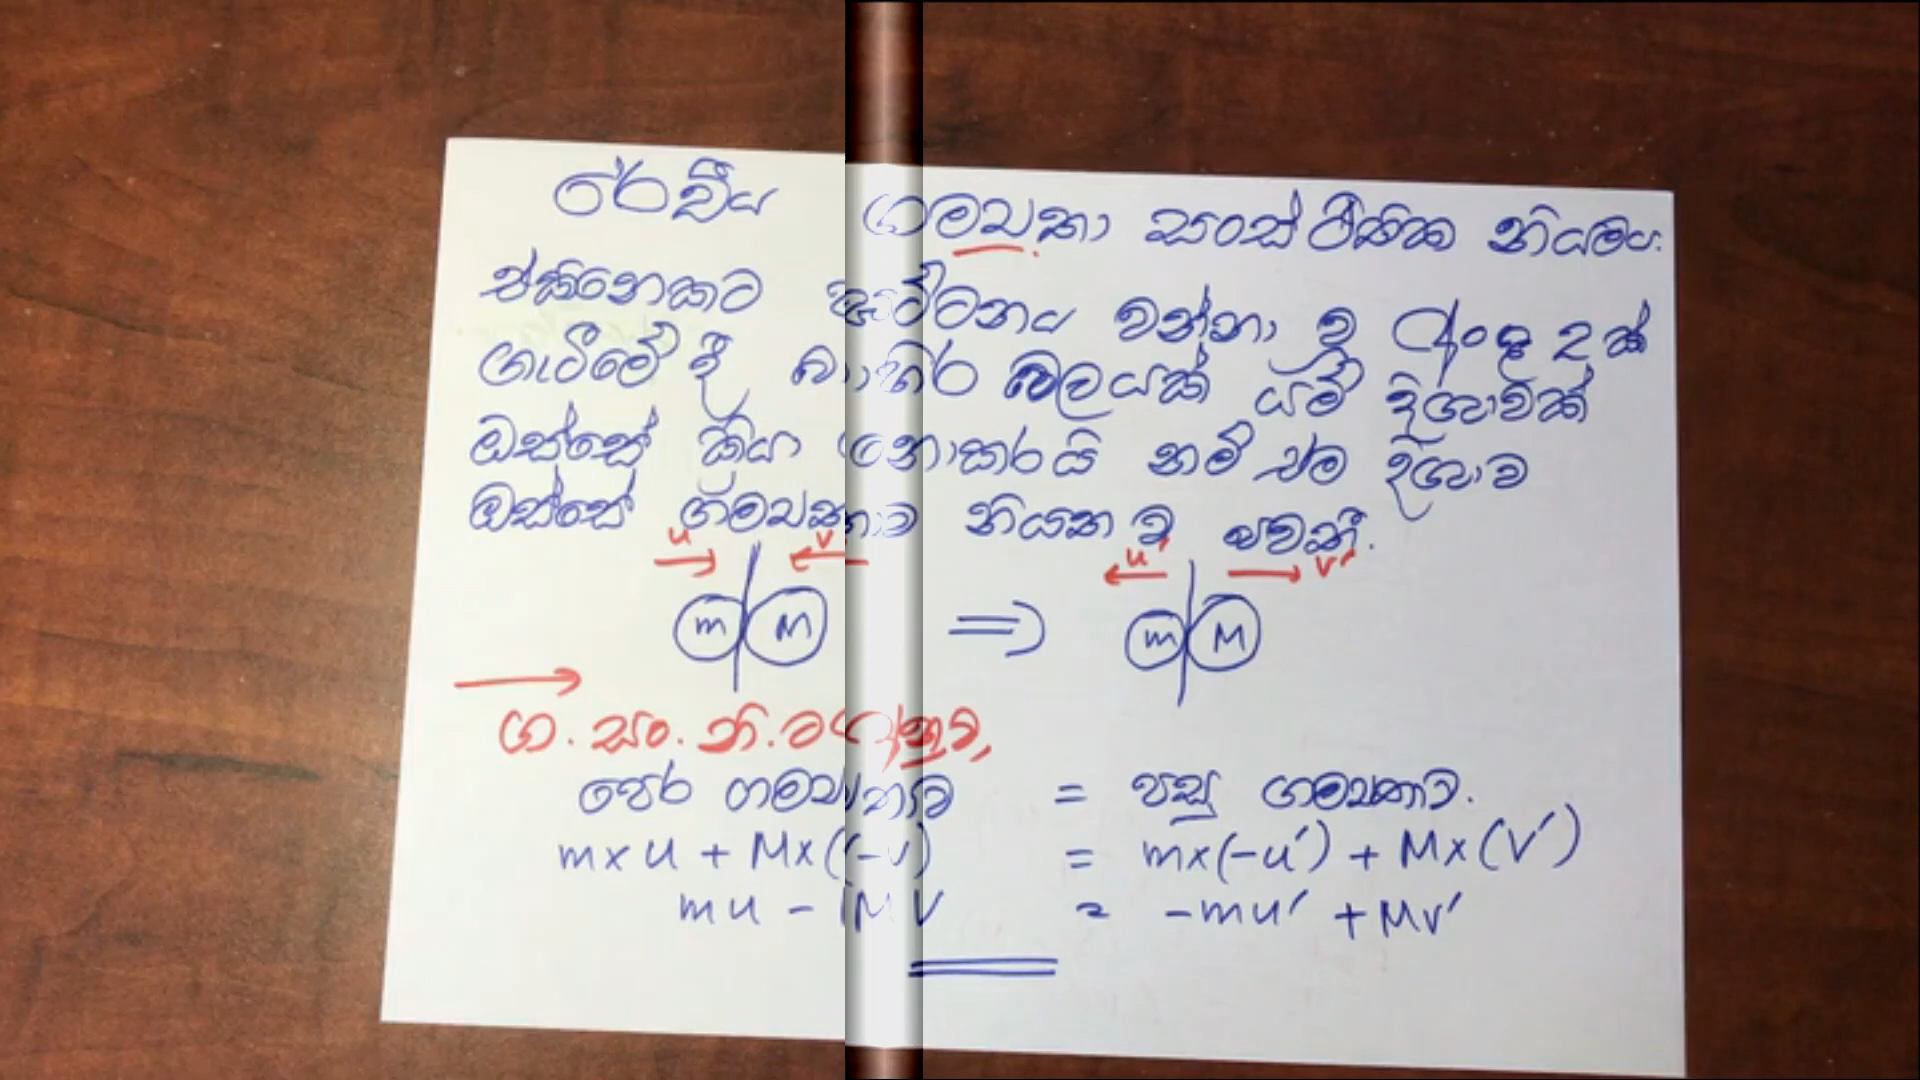 රේඛීය ගම්‍යතා සංස්ථිති නියමය.
එකිනෙකට ඝට්ටනය වන්නා වූ අංශු 2ක්
ගැටීමේ දී බාහිර බලයක් යම් දිශාවක්
ඔස්සේ ක්‍රියා නොකරයි නම් එම දිශාව
ඔස්සේ ගම්‍යතාව නියත ව පවතී.
u v u' v'
m M ⇒ m M
→
ග. සං. නි. ට අනුව,
පෙර ගම්‍යතාව = පසු ගම්‍යතාව.
m×u + M×(-v) = m×(-u') + M×(v')
mu - MV = -mu' + MV'